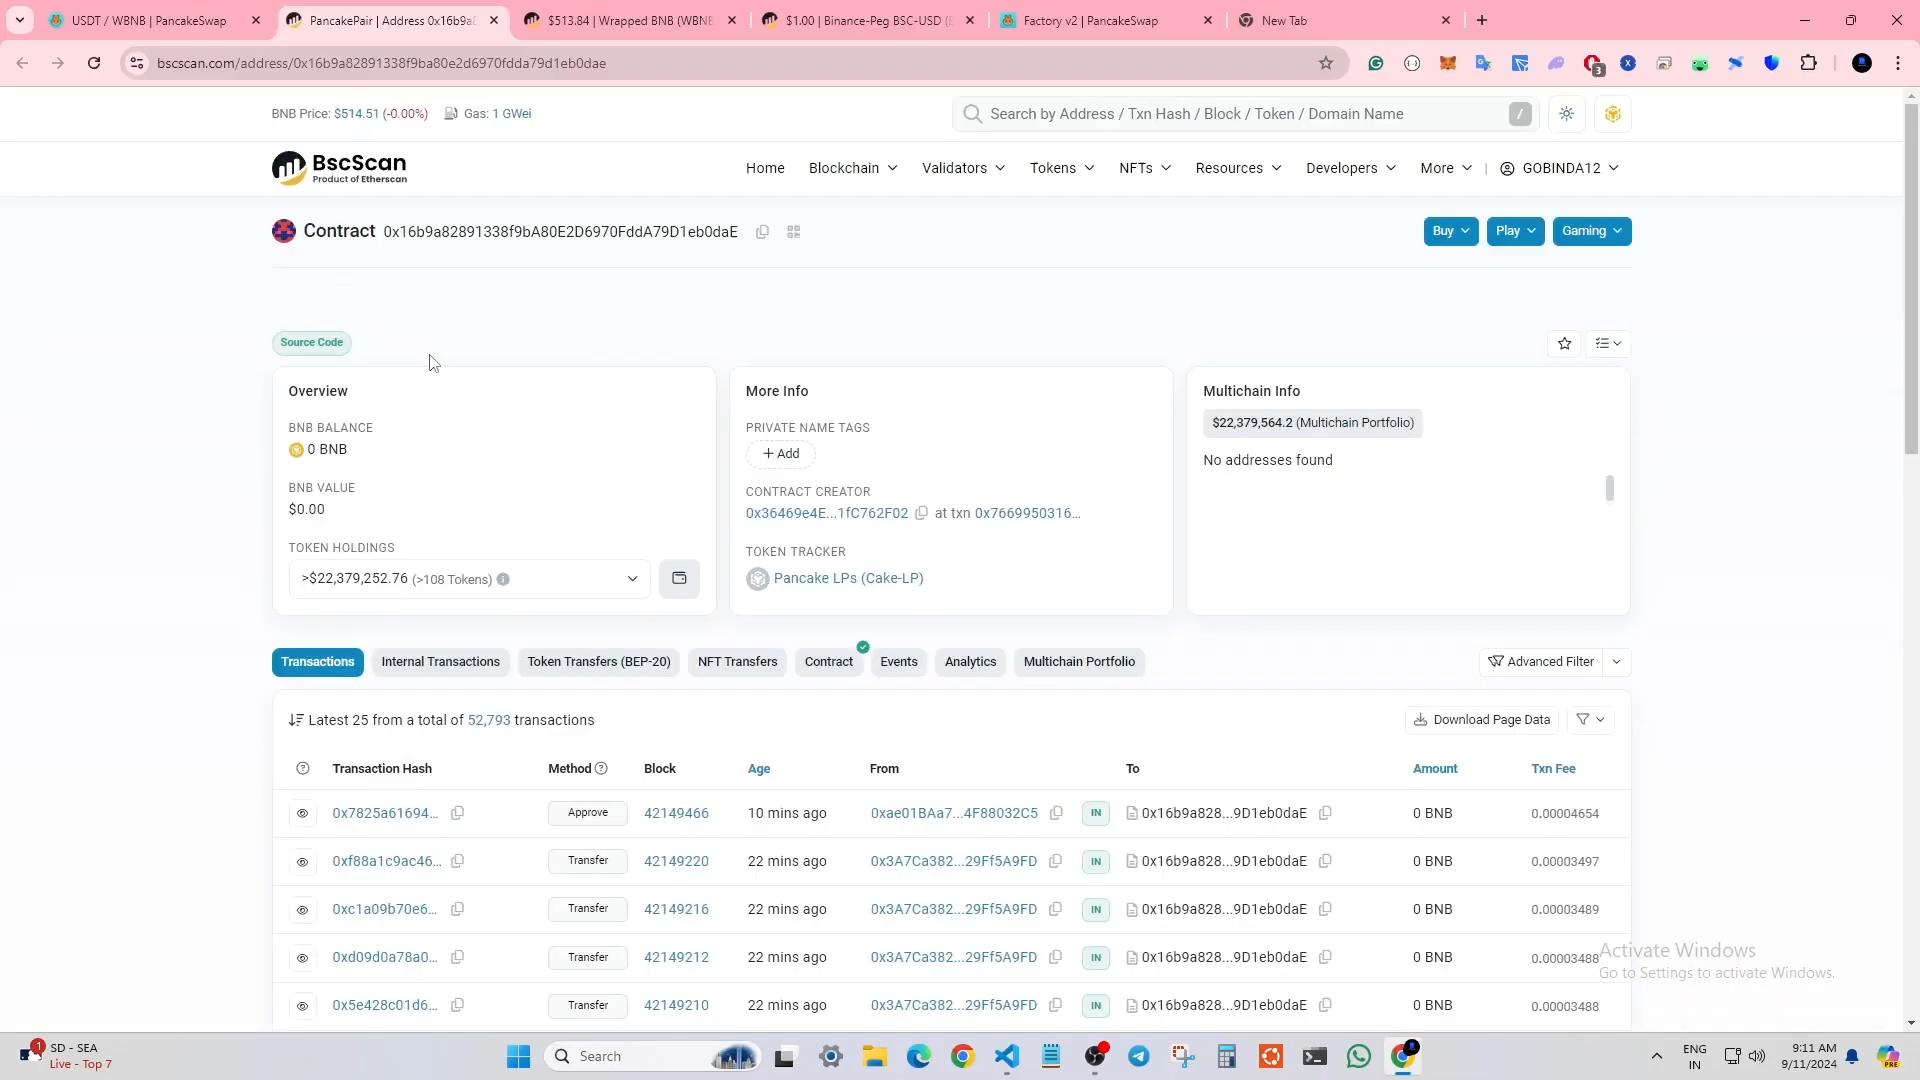 USDT / WBNB | PancakeSwap
PancakePair | Address 0x16b9a8
$513.84 | Wrapped BNB (WBNB
$1.00 | Binance-Peg BSC-USD (B
Factory v2 | PancakeSwap
New Tab
bscscan.com/address/0x16b9a82891338f9ba80e2d6970fdda79d1eb0dae
3
BNB Price: $514.51 (-0.00%) Gas: 1 GWei
Search by Address / Txn Hash / Block / Token / Domain Name /
BscScan
Product of Etherscan
Home Blockchain Validators Tokens NFTs Resources Developers More | GOBINDA12
Contract 0x16b9a82891338f9bA80E2D6970FddA79D1eb0daE
Buy Play Gaming
Source Code
Overview
BNB BALANCE
0 BNB
BNB VALUE
$0.00
TOKEN HOLDINGS
>$22,379,252.76 (>108 Tokens)
More Info
PRIVATE NAME TAGS
+ Add
CONTRACT CREATOR
0x36469e4E...1fC762F02 at txn 0x7669950316...
TOKEN TRACKER
Pancake LPs (Cake-LP)
Multichain Info
$22,379,564.2 (Multichain Portfolio)
No addresses found
Transactions Internal Transactions Token Transfers (BEP-20) NFT Transfers Contract Events Analytics Multichain Portfolio
Advanced Filter
Latest 25 from a total of 52,793 transactions
Download Page Data
Transaction Hash Method Block Age From To Amount Txn Fee
0x7825a61694... Approve 42149466 10 mins ago 0xae01BAa7...4F88032C5 IN 0x16b9a828...9D1eb0daE 0 BNB 0.00004654
0xf88a1c9ac46... Transfer 42149220 22 mins ago 0x3A7Ca382...29Ff5A9FD IN 0x16b9a828...9D1eb0daE 0 BNB 0.00003497
0xc1a09b70e6... Transfer 42149216 22 mins ago 0x3A7Ca382...29Ff5A9FD IN 0x16b9a828...9D1eb0daE 0 BNB 0.00003489
0xd09d0a78a0... Transfer 42149212 22 mins ago 0x3A7Ca382...29Ff5A9FD IN 0x16b9a828...9D1eb0daE 0 BNB 0.00003488
0x5e428c01d6... Transfer 42149210 22 mins ago 0x3A7Ca382...29Ff5A9FD IN 0x16b9a828...9D1eb0daE 0 BNB 0.00003488
Activate Windows
Go to Settings to activate Windows.
1
SD - SEA
Live - Top 7
Search
ENG
IN
9:11 AM
9/11/2024
PRE